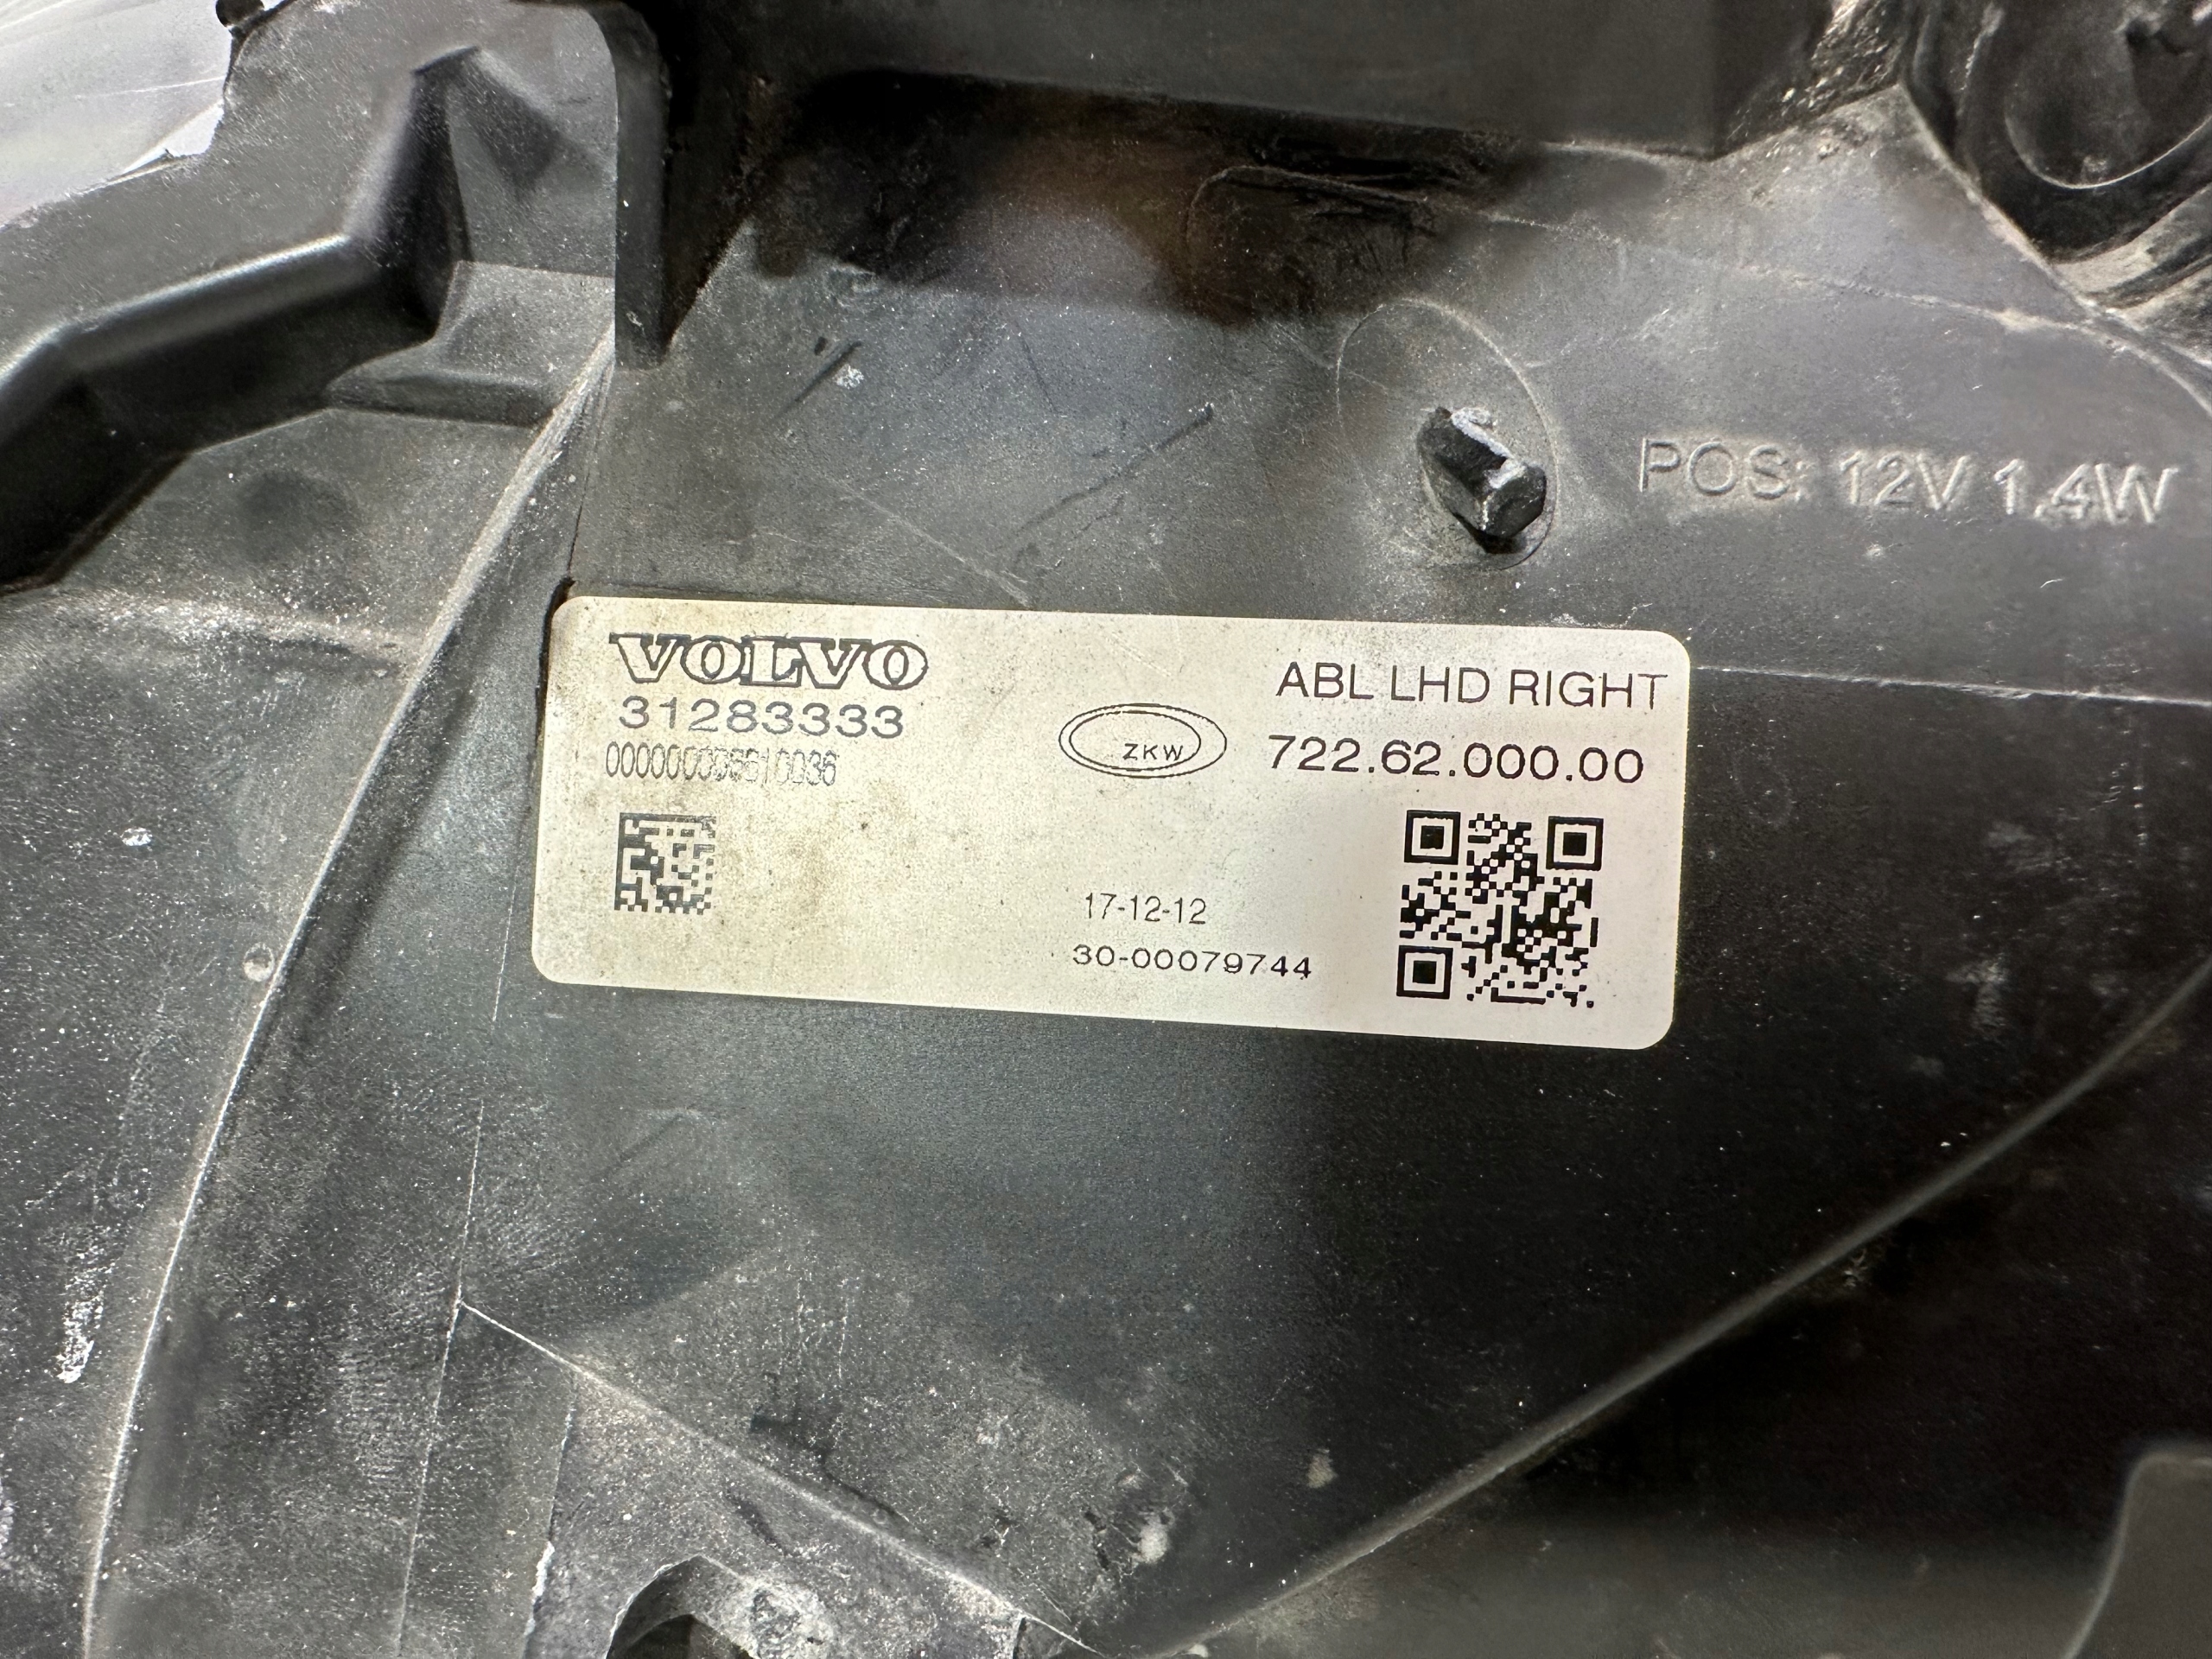 POS: 12V 1.4W
VOLVO
31283333
ABL LHD RIGHT
ZKW
722.62.000.00
17-12-12
30-00079744